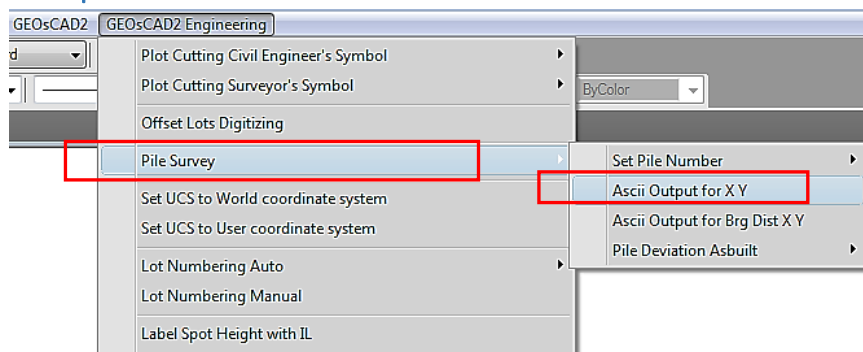 GEOsCAD2 GEOsCAD2 Engineering
Plot Cutting Civil Engineer's Symbol
Plot Cutting Surveyor's Symbol
ByColor
Offset Lots Digitizing
Pile Survey
Set Pile Number
Set UCS to World coordinate system
Ascii Output for X Y
Set UCS to User coordinate system
Ascii Output for Brg Dist X Y
Pile Deviation Asbuilt
Lot Numbering Auto
Lot Numbering Manual
Label Spot Height with IL